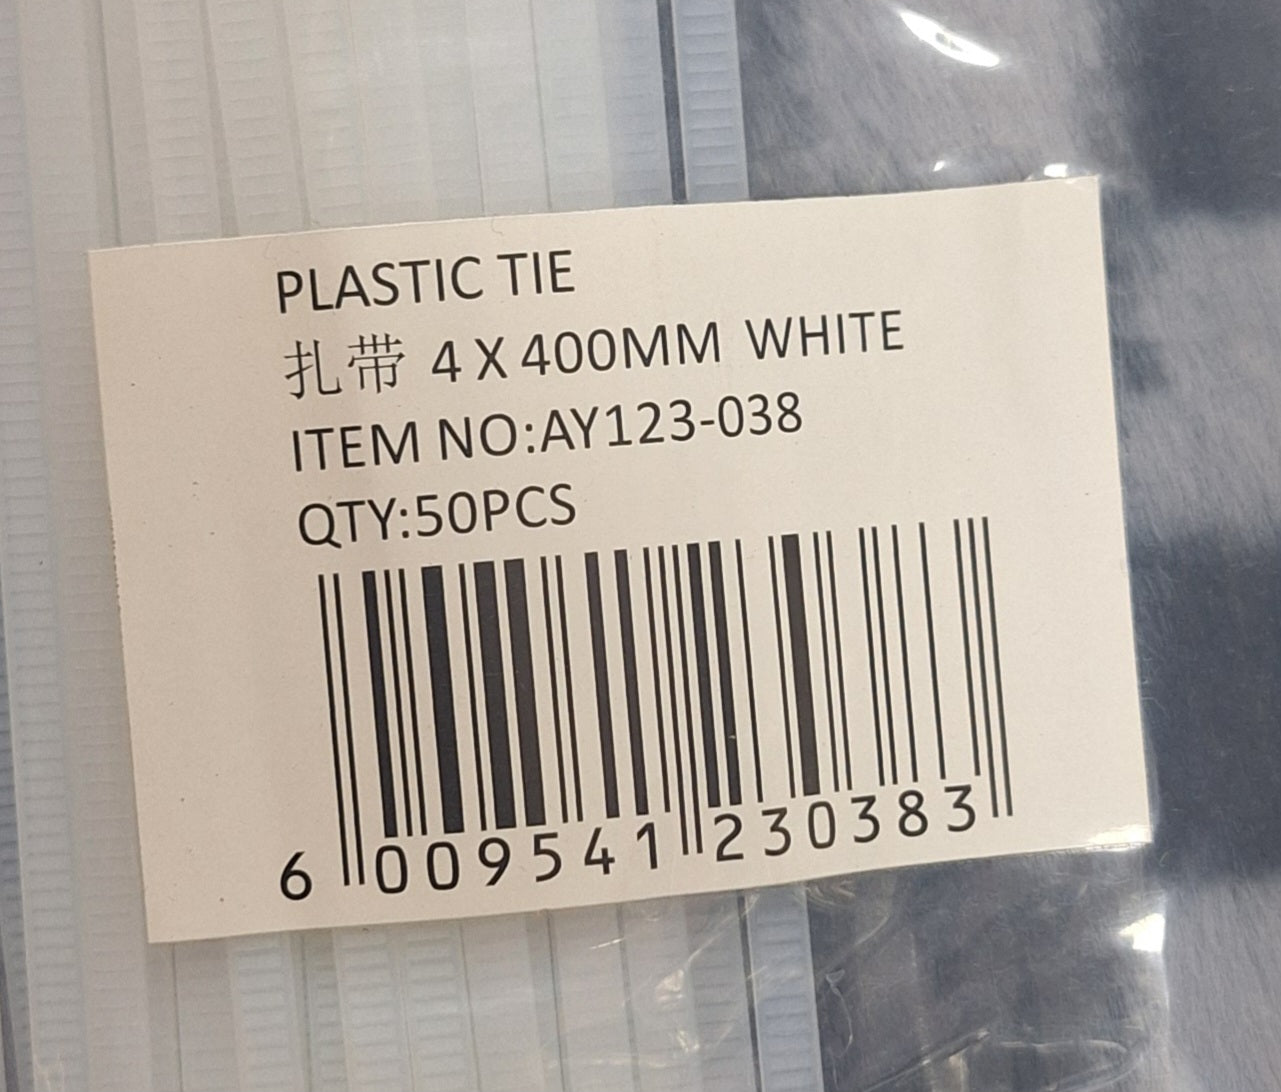 PLASTIC TIE
扎带 4 X 400MM WHITE
ITEM NO:AY123-038
QTY:50PCS
6 009541 230383